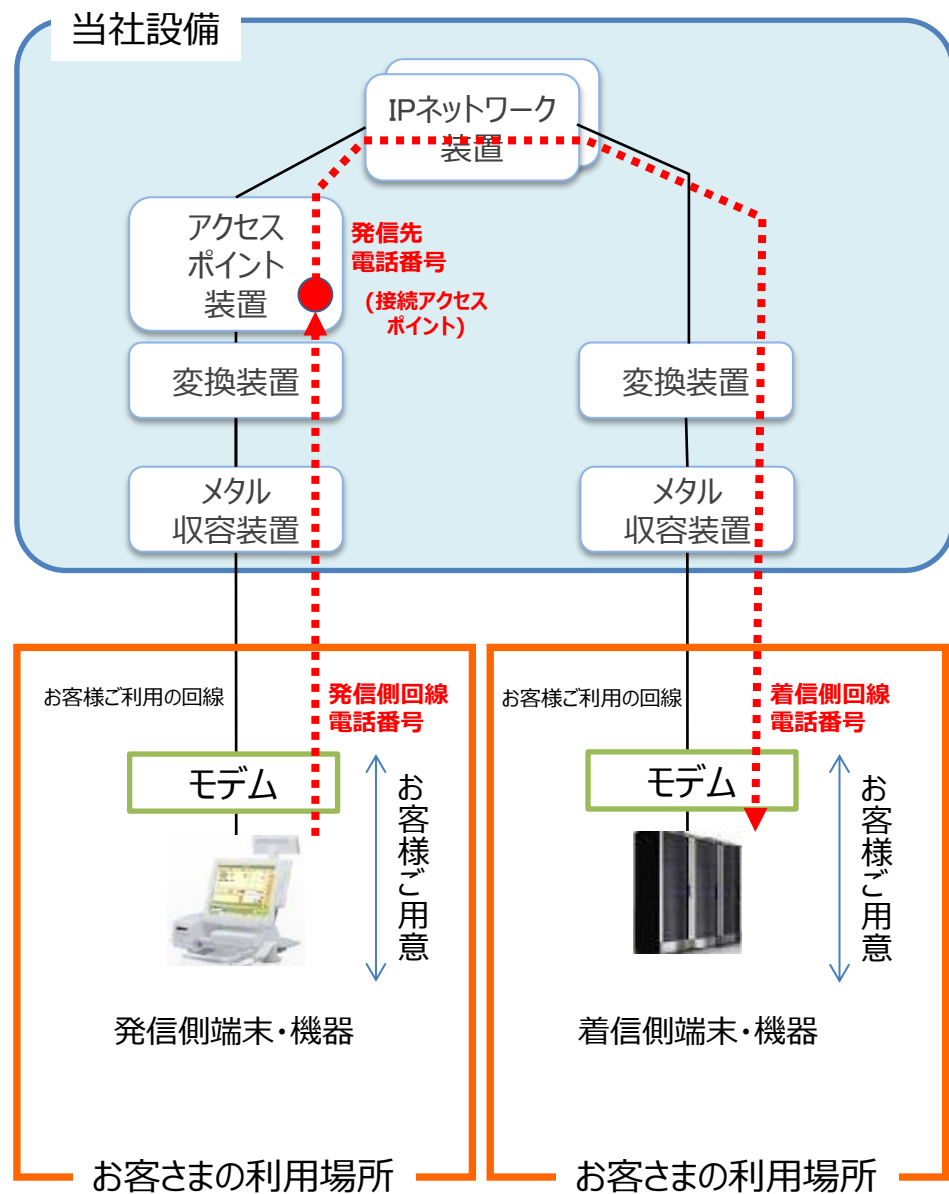 当社設備
IPネットワーク
装置
アクセス
ポイント
装置
発信先
電話番号
(接続アクセス
ポイント)
変換装置
変換装置
メタル
収容装置
メタル
収容装置
お客様ご利用の回線
発信側回線
電話番号
お客様ご利用の回線
着信側回線
電話番号
モデム
お客様ご用意
モデム
お客様ご用意
発信側端末・機器
着信側端末・機器
お客さまの利用場所
お客さまの利用場所